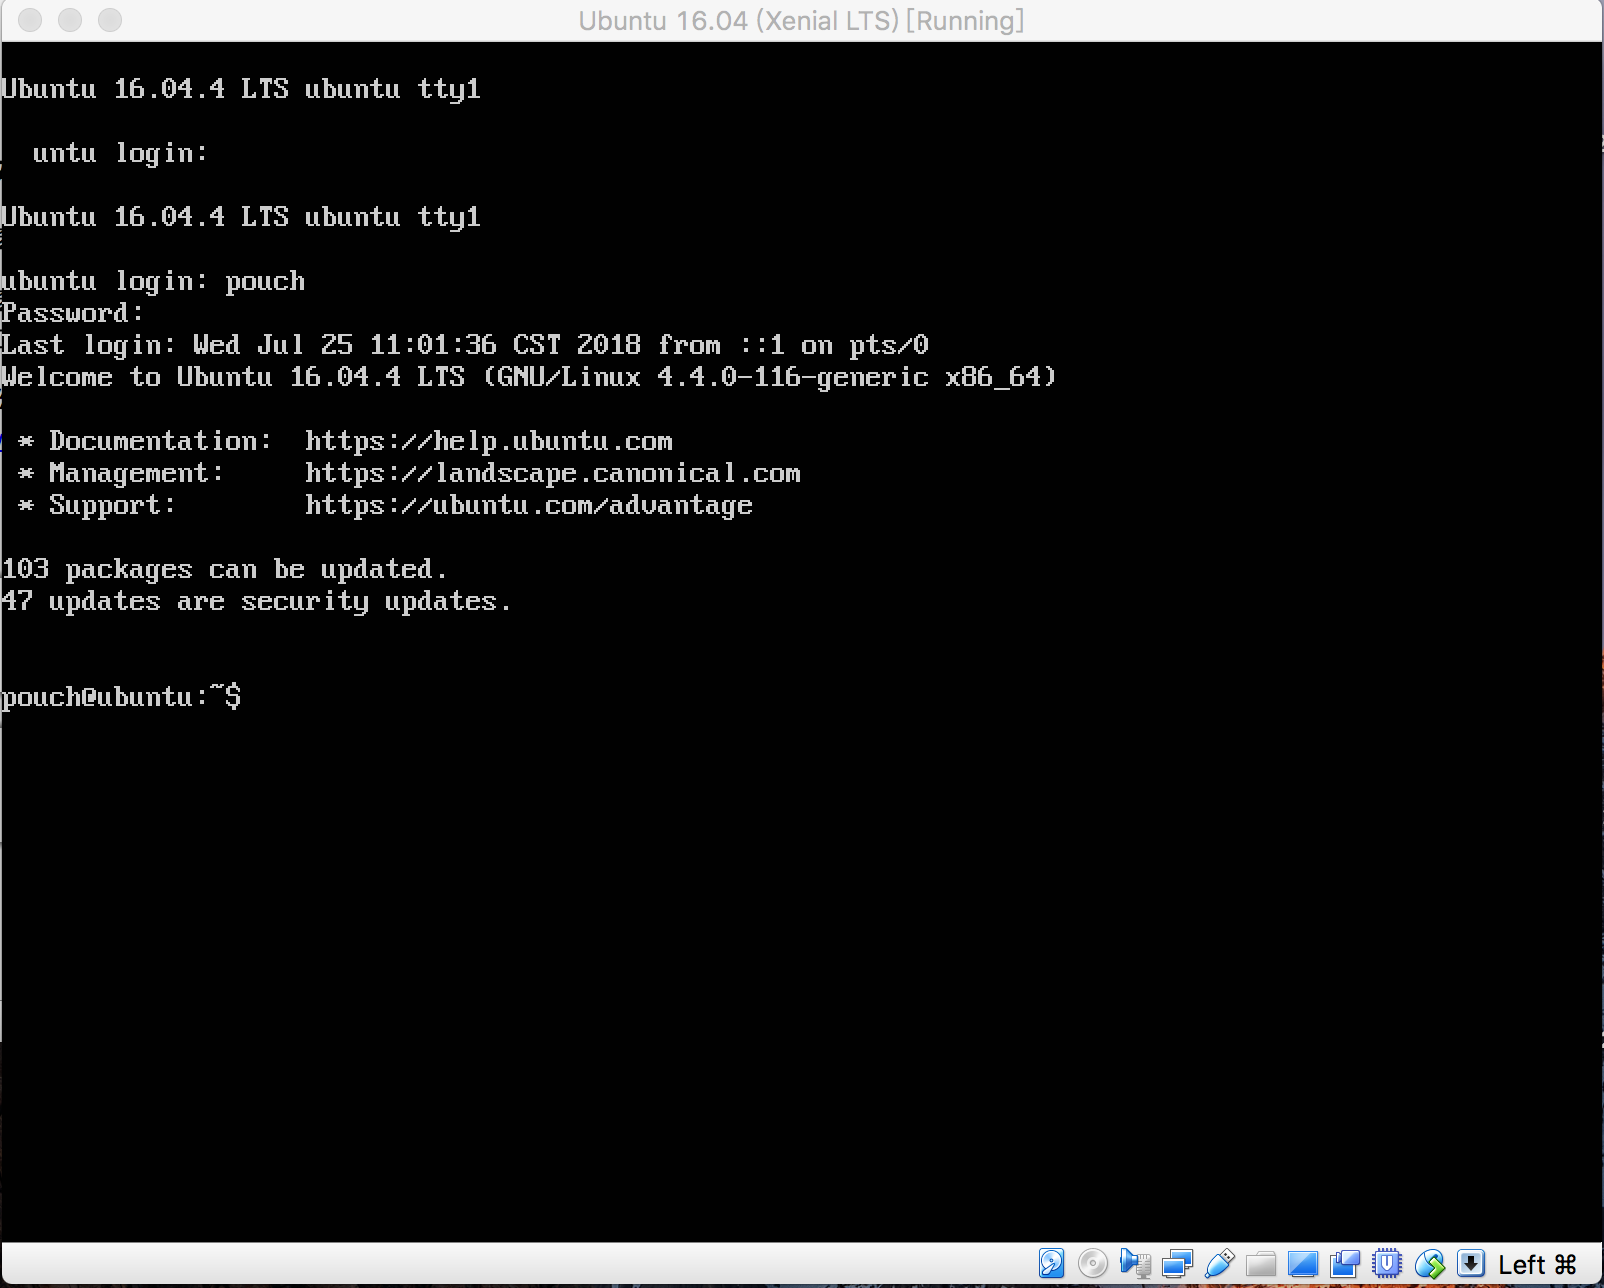 Ubuntu 16.04 (Xenial LTS) [Running]
Ubuntu 16.04.4 LTS ubuntu tty1
untu login:
Ubuntu 16.04.4 LTS ubuntu tty1
ubuntu login: pouch
Password:
Last login: Wed Jul 25 11:01:36 CST 2018 from ::1 on pts/0
Welcome to Ubuntu 16.04.4 LTS (GNU/Linux 4.4.0-116-generic x86_64)
* Documentation:  https://help.ubuntu.com
* Management:     https://landscape.canonical.com
* Support:        https://ubuntu.com/advantage
103 packages can be updated.
47 updates are security updates.
pouch@ubuntu:~$
Left ⌘